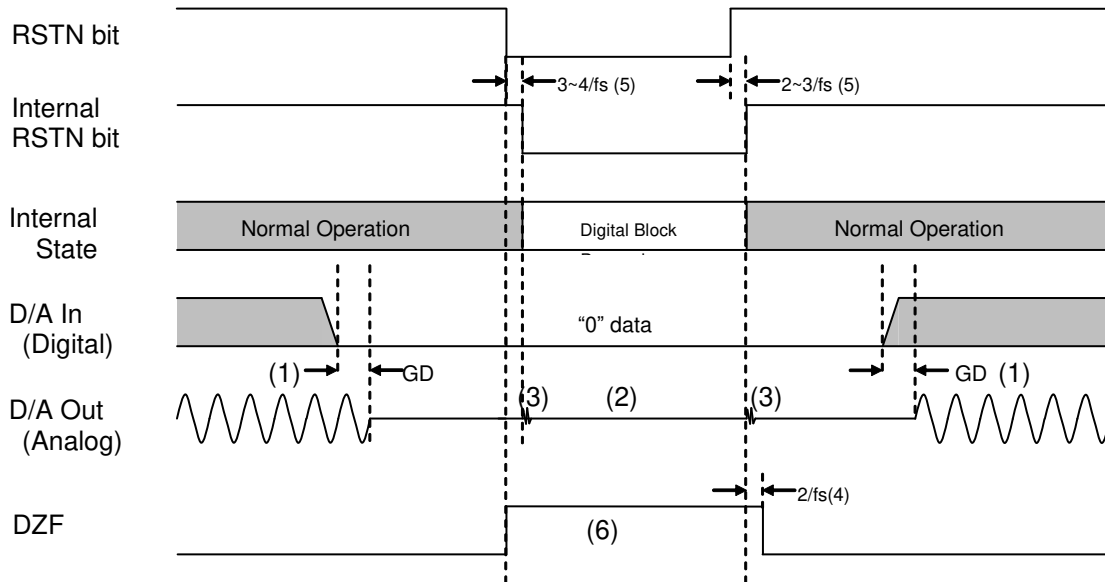 RSTN bit
3~4/fs (5)
2~3/fs (5)
Internal
RSTN bit
Internal
State
Normal Operation
Digital Block
Normal Operation
D/A In
(Digital)
“0” data
(1)
GD
GD
(1)
D/A Out
(Analog)
(3)
(2)
(3)
2/fs(4)
DZF
(6)